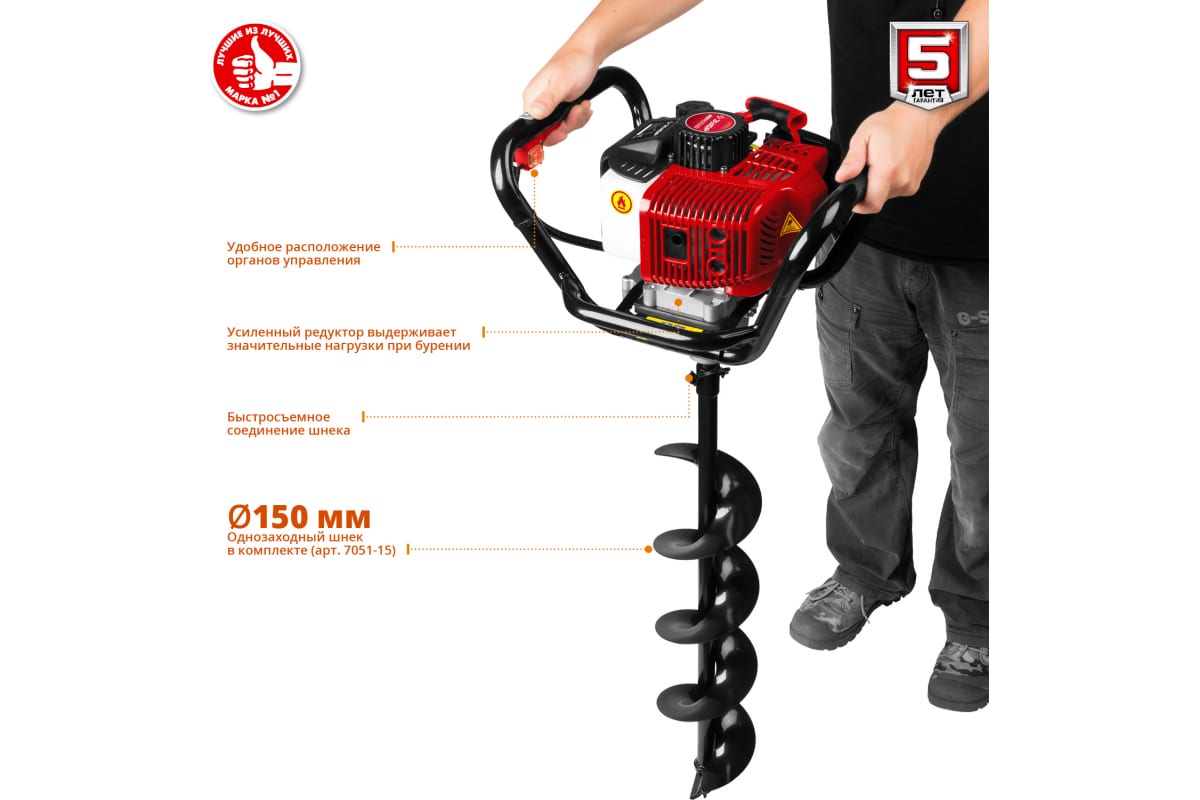 ЛУЧШИЕ ИЗ ЛУЧШИХ
МАРКА №1
5
ЛЕТ
ГАРАНТИЯ
Удобное расположение
органов управления
Усиленный редуктор выдерживает
значительные нагрузки при бурении
G-S
Быстросъемное
соединение шнека
Ø150 мм
Однозаходный шнек
в комплекте (арт. 7051-15)